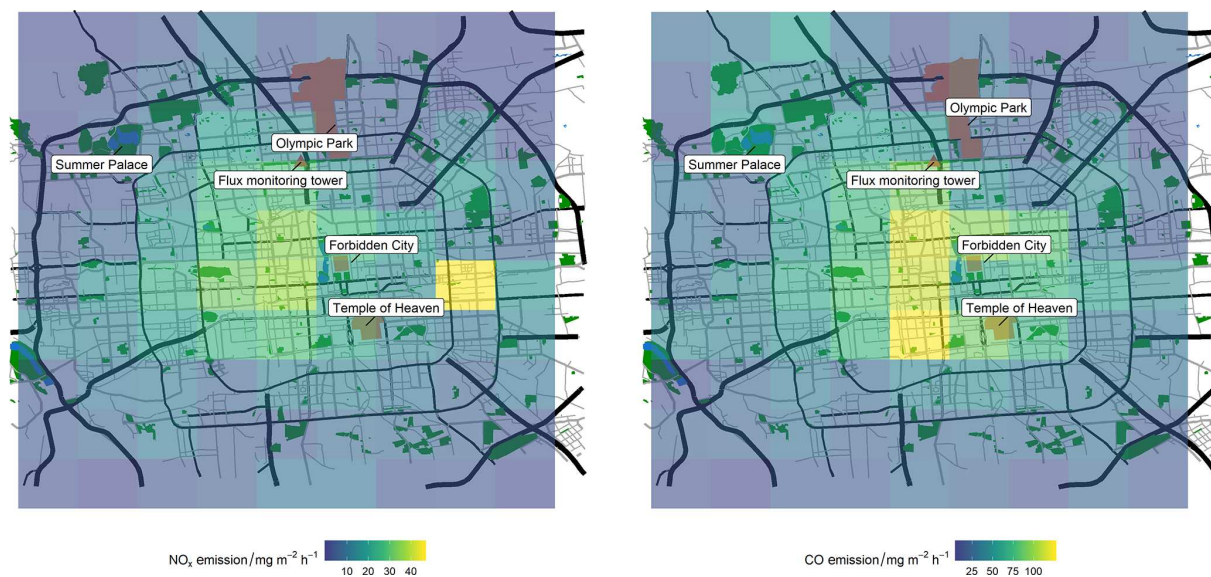 Olympic Park
Summer Palace
Flux monitoring tower
Forbidden City
Temple of Heaven
NOₓ emission/mg m⁻² h⁻¹
10 20 30 40
Olympic Park
Summer Palace
Flux monitoring tower
Forbidden City
Temple of Heaven
CO emission/mg m⁻² h⁻¹
25 50 75 100